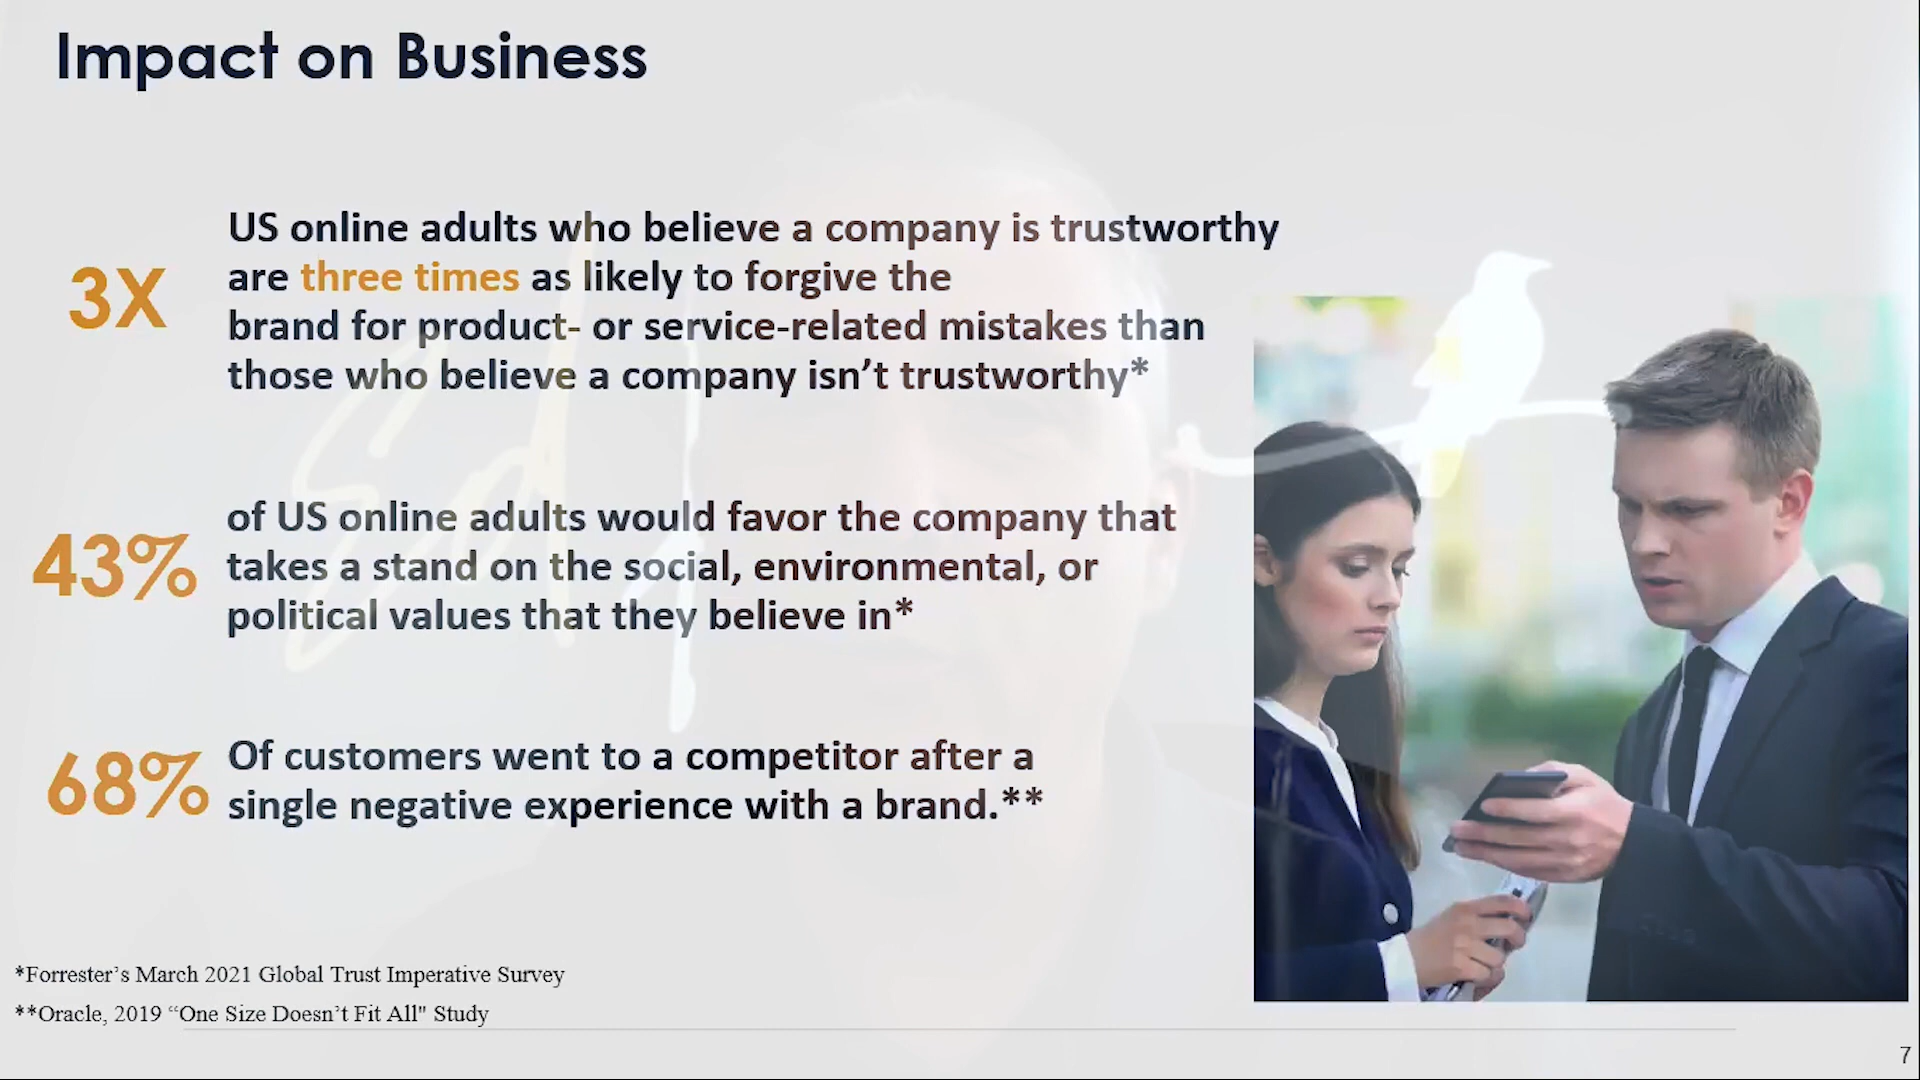 Impact on Business
3X
US online adults who believe a company is trustworthy
are three times as likely to forgive the
brand for product- or service-related mistakes than
those who believe a company isn’t trustworthy*
43%
of US online adults would favor the company that
takes a stand on the social, environmental, or
political values that they believe in*
68%
Of customers went to a competitor after a
single negative experience with a brand.**
*Forrester’s March 2021 Global Trust Imperative Survey
**Oracle, 2019 “One Size Doesn’t Fit All" Study
7